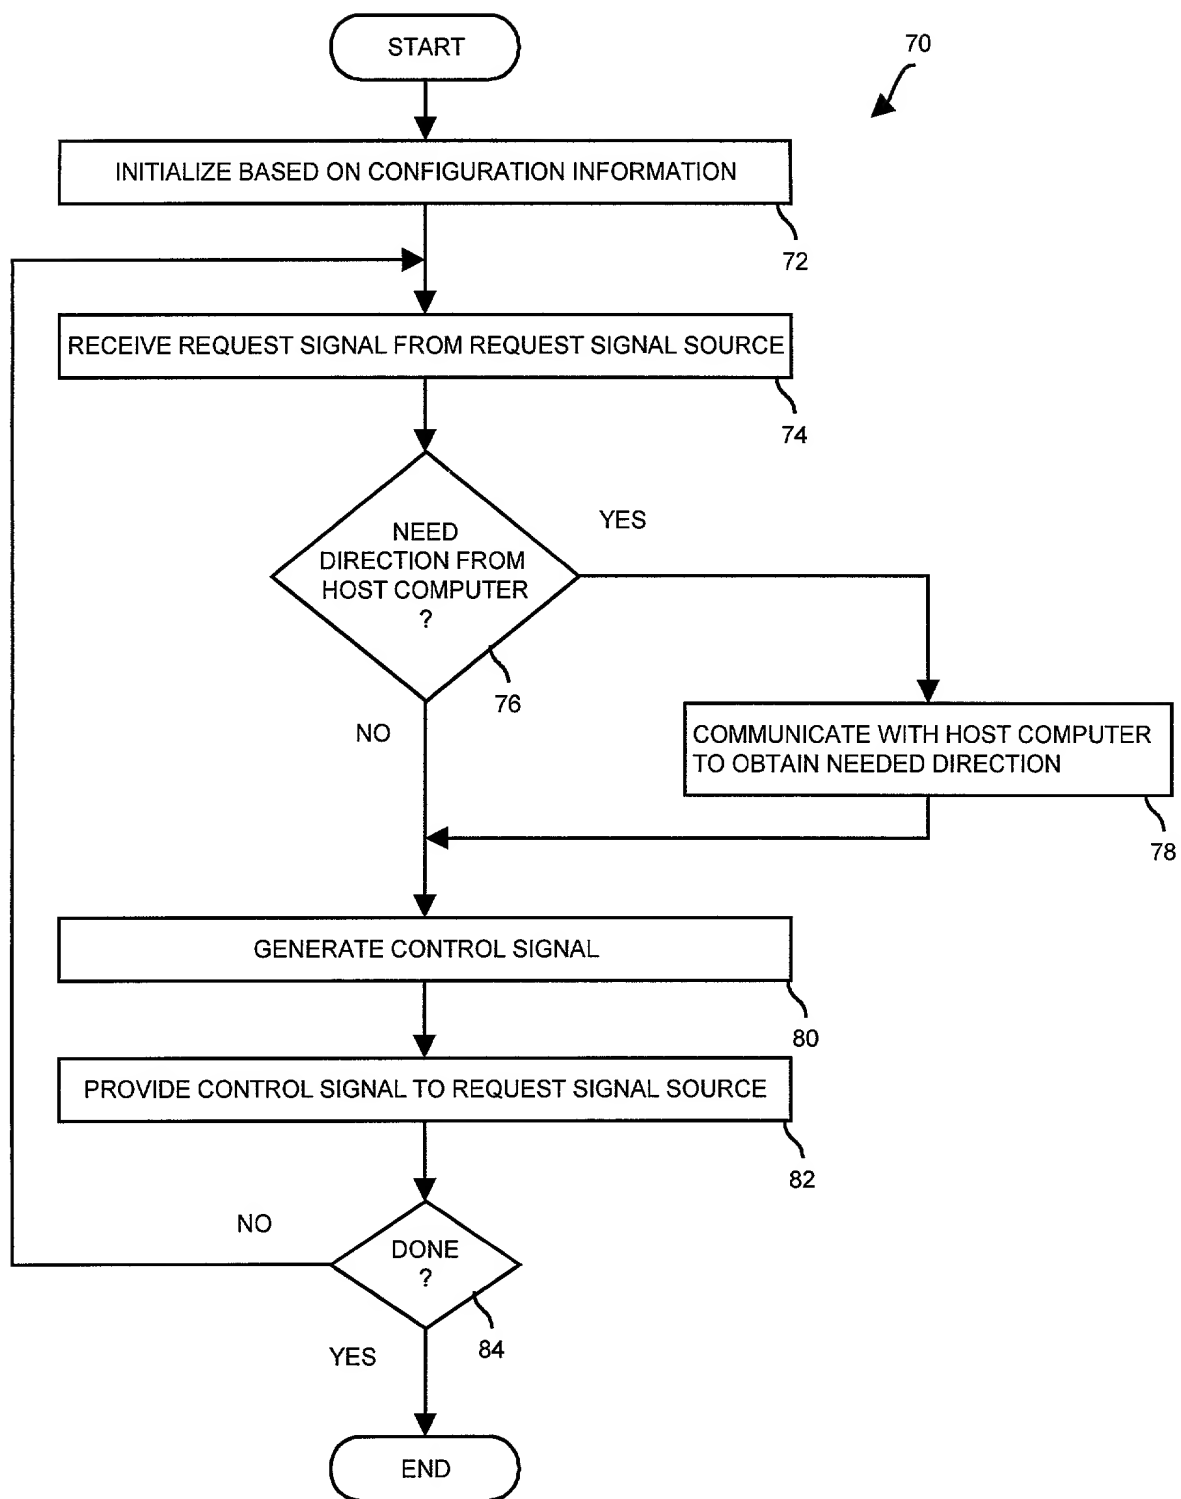 START
70
INITIALIZE BASED ON CONFIGURATION INFORMATION
72
RECEIVE REQUEST SIGNAL FROM REQUEST SIGNAL SOURCE
74
NEED
DIRECTION FROM
HOST COMPUTER
?
YES
76
NO
COMMUNICATE WITH HOST COMPUTER
TO OBTAIN NEEDED DIRECTION
78
GENERATE CONTROL SIGNAL
80
PROVIDE CONTROL SIGNAL TO REQUEST SIGNAL SOURCE
82
NO
DONE
?
84
YES
END